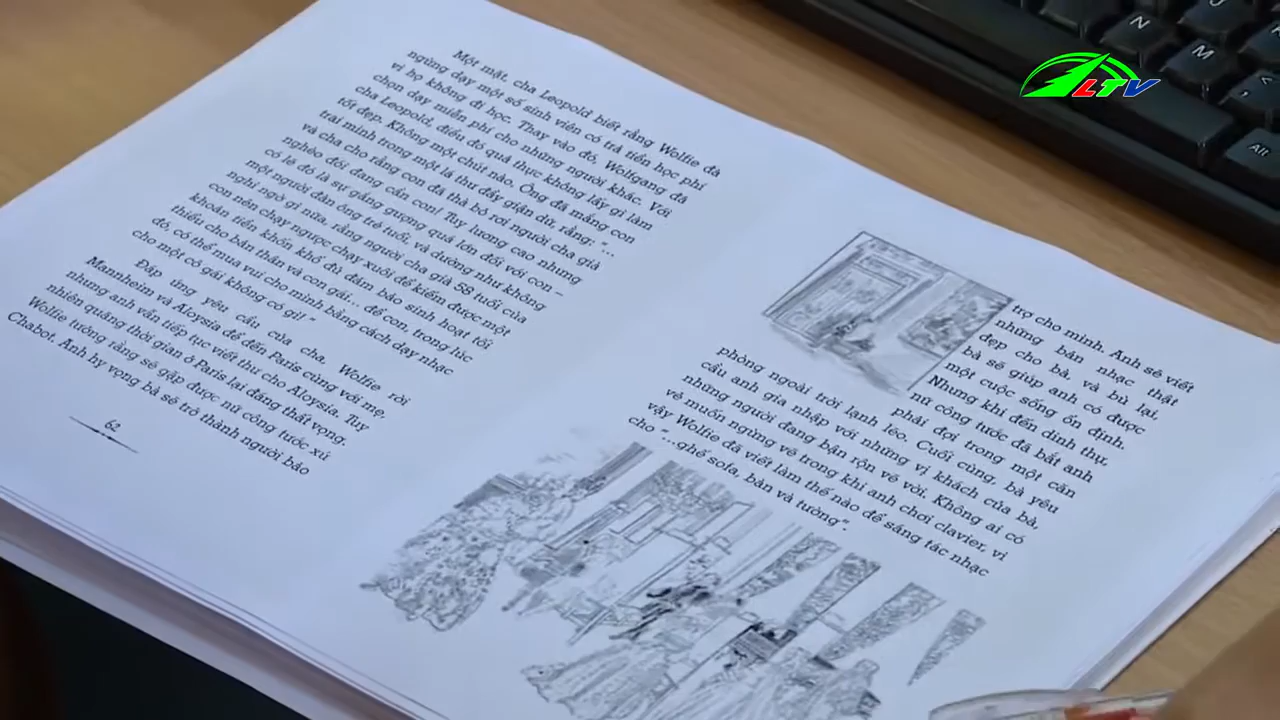 Một mặt, cha Leopold biết rằng Wolfie đã
ngừng dạy một số sinh viên có trả tiền học phí
vì họ không đi học. Thay vào đó, Wolfgang đã
chọn dạy miễn phí cho những người khác. Với
cha Leopold, điều đó quả thực không lấy gì làm
tốt đẹp. Không một chút nào. Ông đã mắng con
trai mình trong một lá thư đầy giận dữ, rằng: "...
và cha cho rằng con đã thà bỏ rơi người cha già
nghèo đói đang cần con! Tuy lương cao nhưng
có lẽ đó là sự gắng gượng quá lớn đối với con –
một người đàn ông trẻ tuổi, và dường như không
nghĩ ngợi gì nữa, rằng người cha già 58 tuổi của
con nên chạy ngược chạy xuôi để kiếm được một
khoản tiền khốn khổ đủ đảm bảo sinh hoạt tối
thiểu cho bản thân và con gái... để con, trong lúc
đó, có thể mua vui cho mình bằng cách dạy nhạc
cho một cô gái không có gì!"
Đáp ứng yêu cầu của cha, Wolfie rời
Mannheim và Aloysia để đến Paris cùng với mẹ,
nhưng anh vẫn tiếp tục viết thư cho Aloysia. Tuy
nhiên quãng thời gian ở Paris lại đáng thất vọng.
Wolfie tưởng rằng sẽ gặp được nữ công tước xứ
Chabot. Anh hy vọng bà sẽ trở thành người bảo
62
trợ cho mình. Anh sẽ viết
những bản nhạc thật
đẹp cho bà, và bù lại,
bà sẽ giúp anh có được
một cuộc sống ổn định.
Nhưng khi đến dinh thự,
nữ công tước đã bắt anh
phải đợi trong một căn
phòng ngoài trời lạnh lẽo. Cuối cùng, bà yêu
cầu anh gia nhập với những vị khách của bà,
những người đang bận rộn vẽ vời. Không ai có
vẻ muốn ngừng vẽ trong khi anh chơi clavier, vì
vậy Wolfie đã viết làm thế nào để sáng tác nhạc
cho "...ghế sofa, bàn và tường".
LTV
N
M
Alt